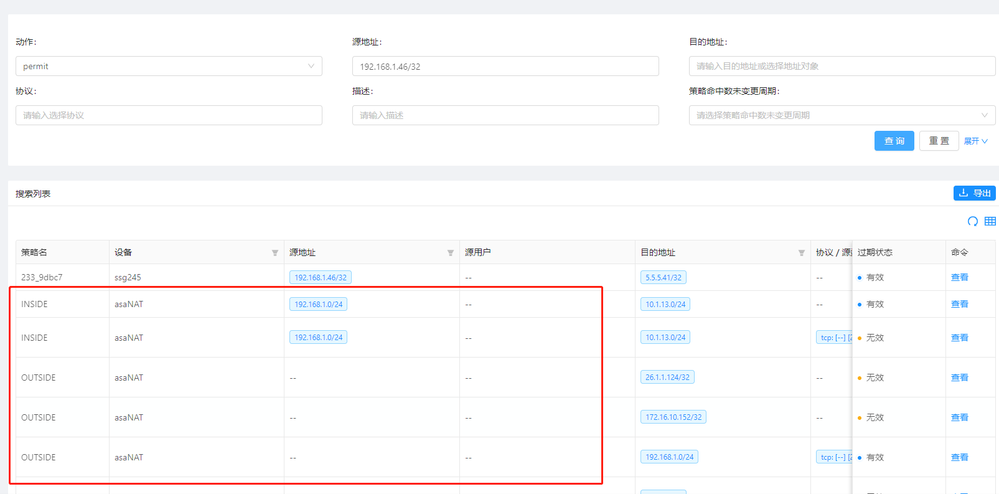 动作： 源地址： 目的地址：
permit 192.168.1.46/32 请输入目的地址或选择地址对象
协议： 描述： 策略命中数未变更周期：
请输入选择协议 请输入描述 请选择策略命中数未变更周期
查 询 重 置 展开
搜索列表 导出
策略名 设备 源地址 源用户 目的地址 协议 / 源 过期状态 命令
233_9dbc7 ssg245 192.168.1.46/32 -- 5.5.5.41/32 -- 有效 查看
INSIDE asaNAT 192.168.1.0/24 -- 10.1.13.0/24 -- 有效 查看
INSIDE asaNAT 192.168.1.0/24 -- 10.1.13.0/24 tcp: [--] [2 无效 查看
OUTSIDE asaNAT -- -- 26.1.1.124/32 -- 无效 查看
OUTSIDE asaNAT -- -- 172.16.10.152/32 -- 无效 查看
OUTSIDE asaNAT -- -- 192.168.1.0/24 tcp: [--] [2 有效 查看